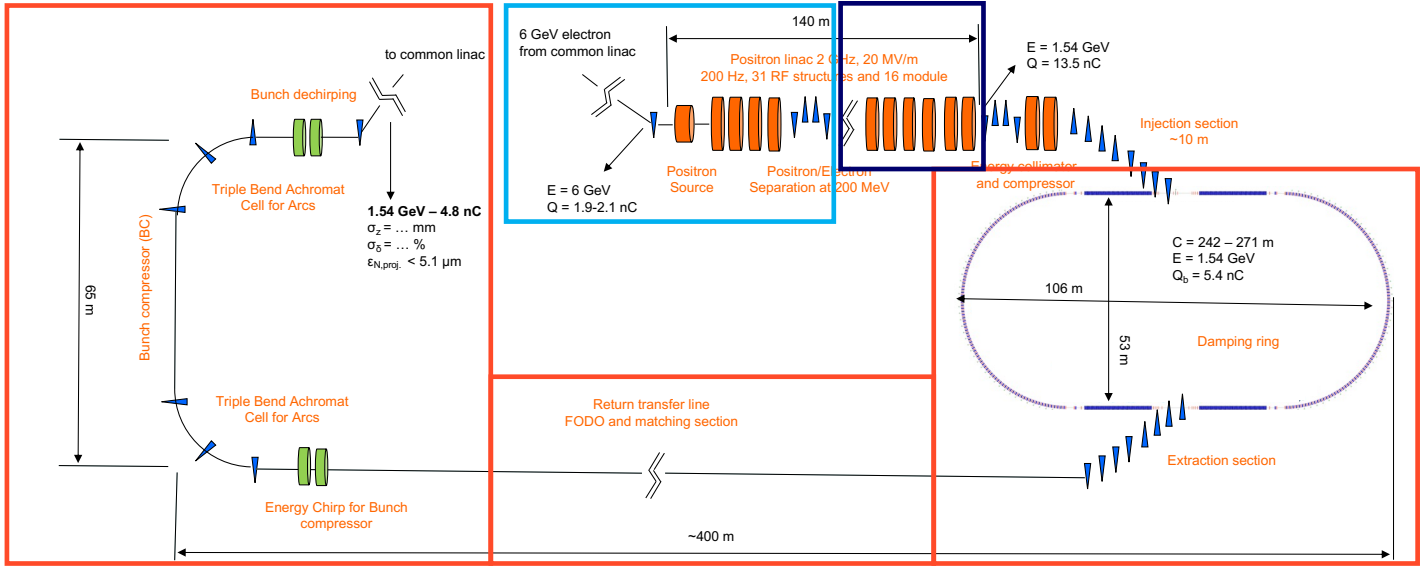 to common linac
Bunch dechirping
65 m
Bunch compressor (BC)
Triple Bend Achromat
Cell for Arcs
1.54 GeV – 4.8 nC
σz = … mm
σδ = … %
εN,proj. < 5.1 µm
Triple Bend Achromat
Cell for Arcs
Energy Chirp for Bunch
compressor
6 GeV electron
from common linac
140 m
Positron linac 2 GHz, 20 MV/m
200 Hz, 31 RF structures and 16 module
E = 1.54 GeV
Q = 13.5 nC
Positron
Source
Positron/Electron
Separation at 200 MeV
E = 6 GeV
Q = 1.9-2.1 nC
Energy collimator
and compressor
Injection section
~10 m
C = 242 – 271 m
E = 1.54 GeV
Qb = 5.4 nC
106 m
53 m
Damping ring
Return transfer line
FODO and matching section
Extraction section
~400 m